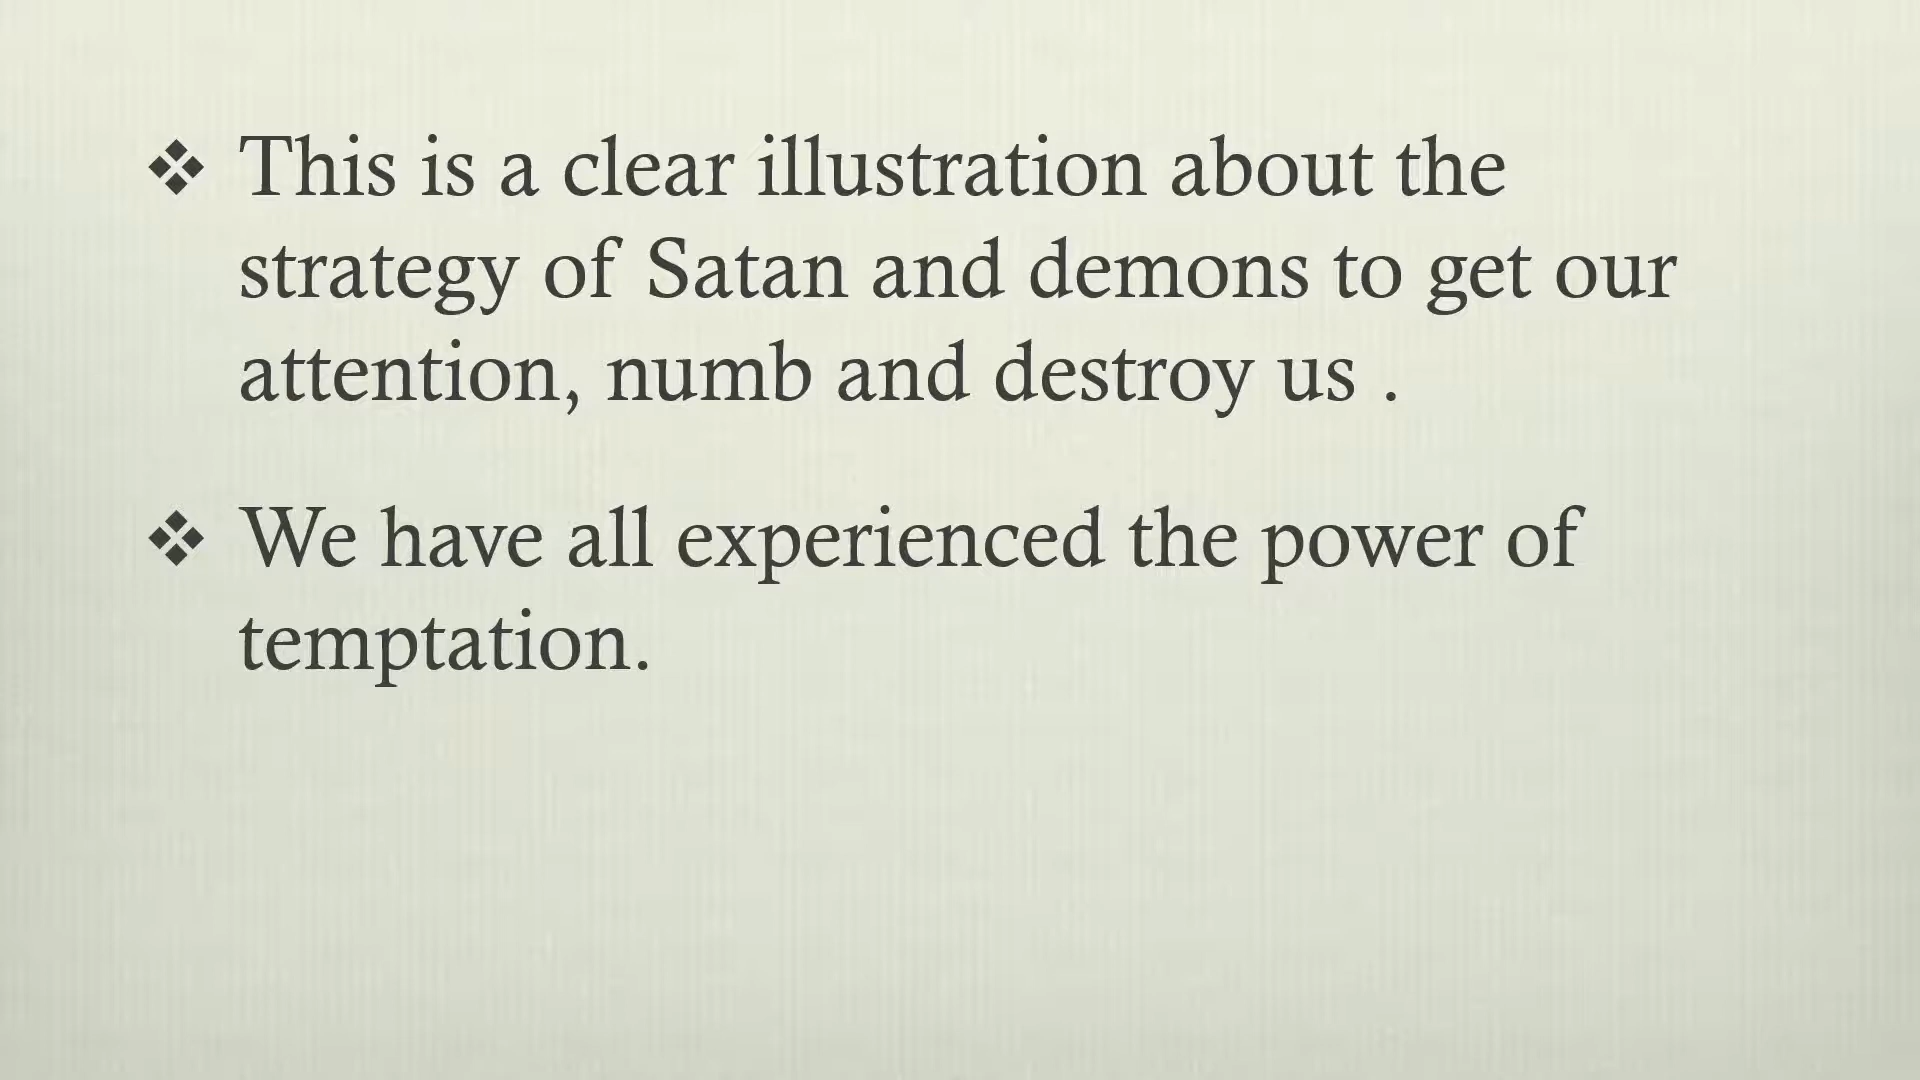 ❖ This is a clear illustration about the
strategy of Satan and demons to get our
attention, numb and destroy us .
❖ We have all experienced the power of
temptation.